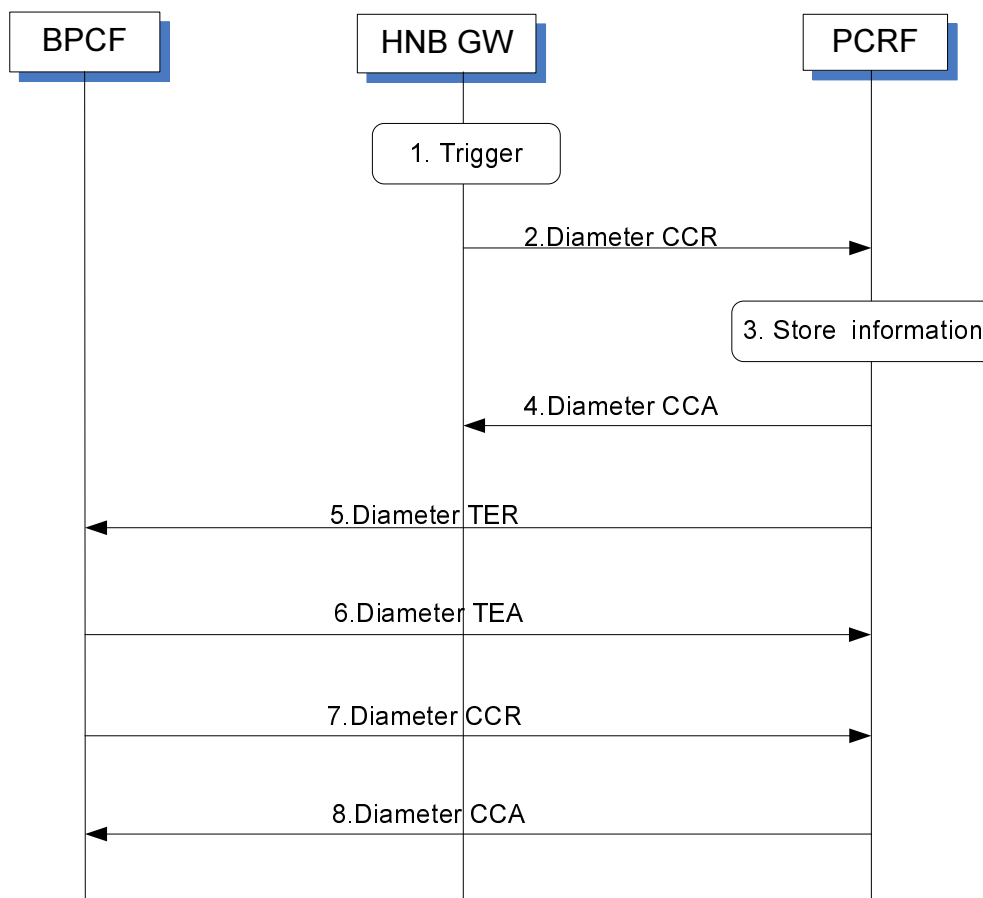 BPCF
HNB GW
PCRF
1. Trigger
2.Diameter CCR
3. Store information
4.Diameter CCA
5.Diameter TER
6.Diameter TEA
7.Diameter CCR
8.Diameter CCA